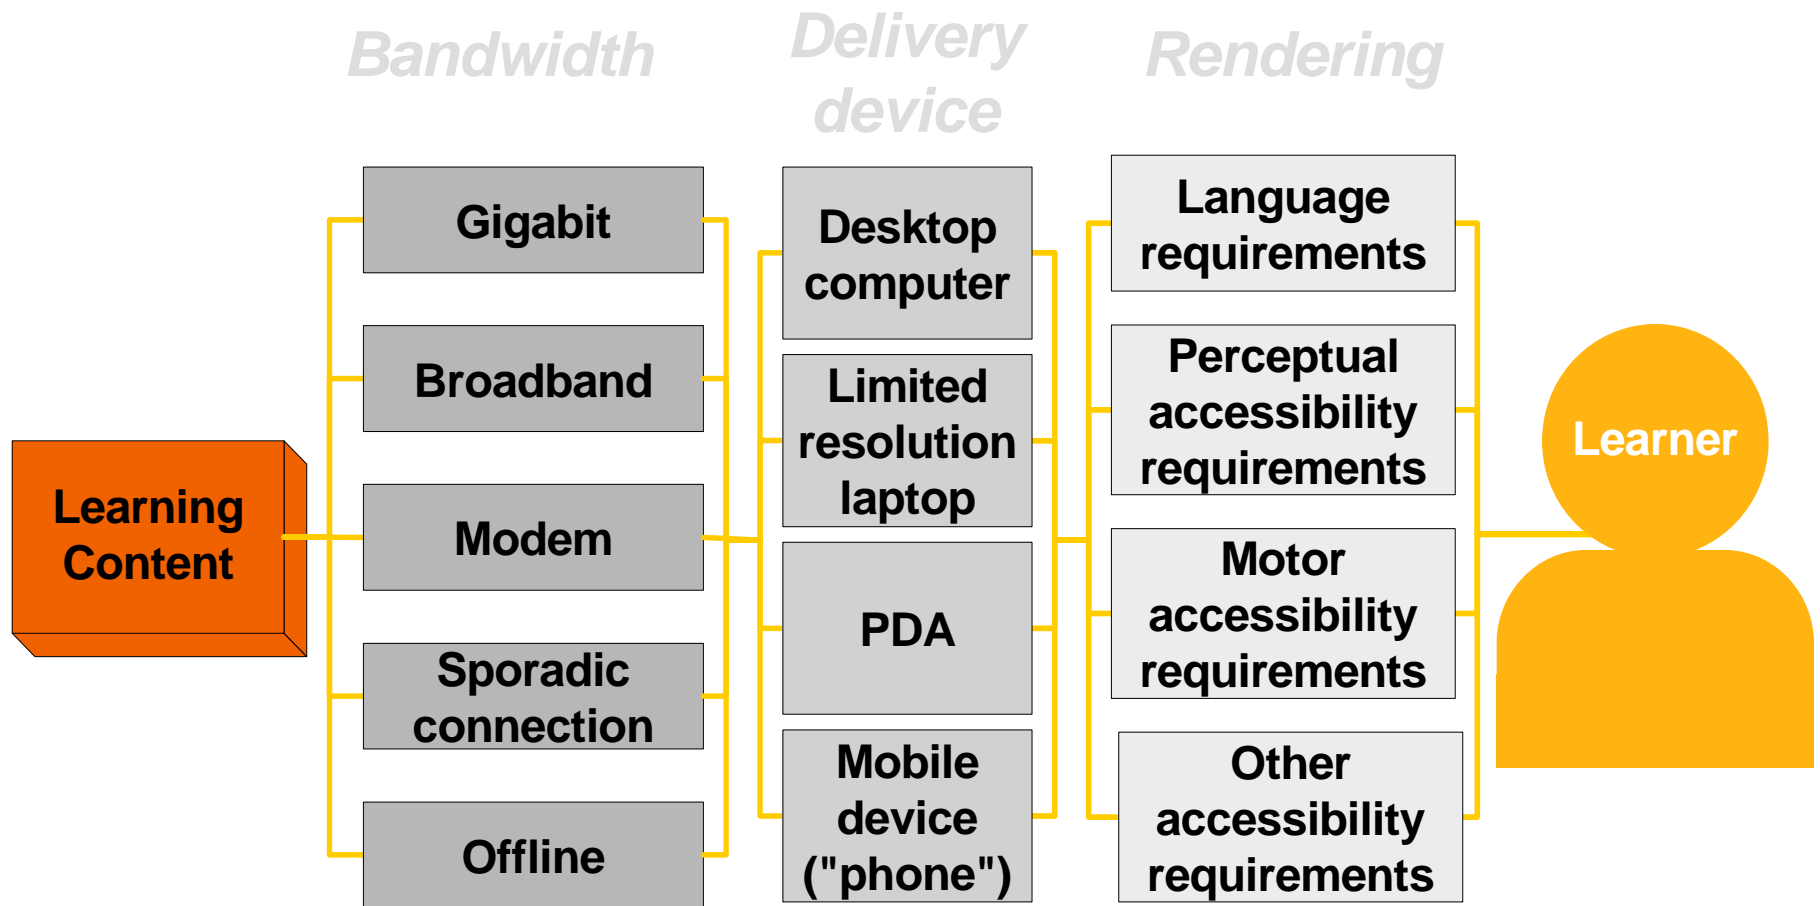 Bandwidth
Delivery
device
Rendering
Learning
Content
Gigabit
Broadband
Modem
Sporadic
connection
Offline
Desktop
computer
Limited
resolution
laptop
PDA
Mobile
device
("phone")
Language
requirements
Perceptual
accessibility
requirements
Motor
accessibility
requirements
Other
accessibility
requirements
Learner